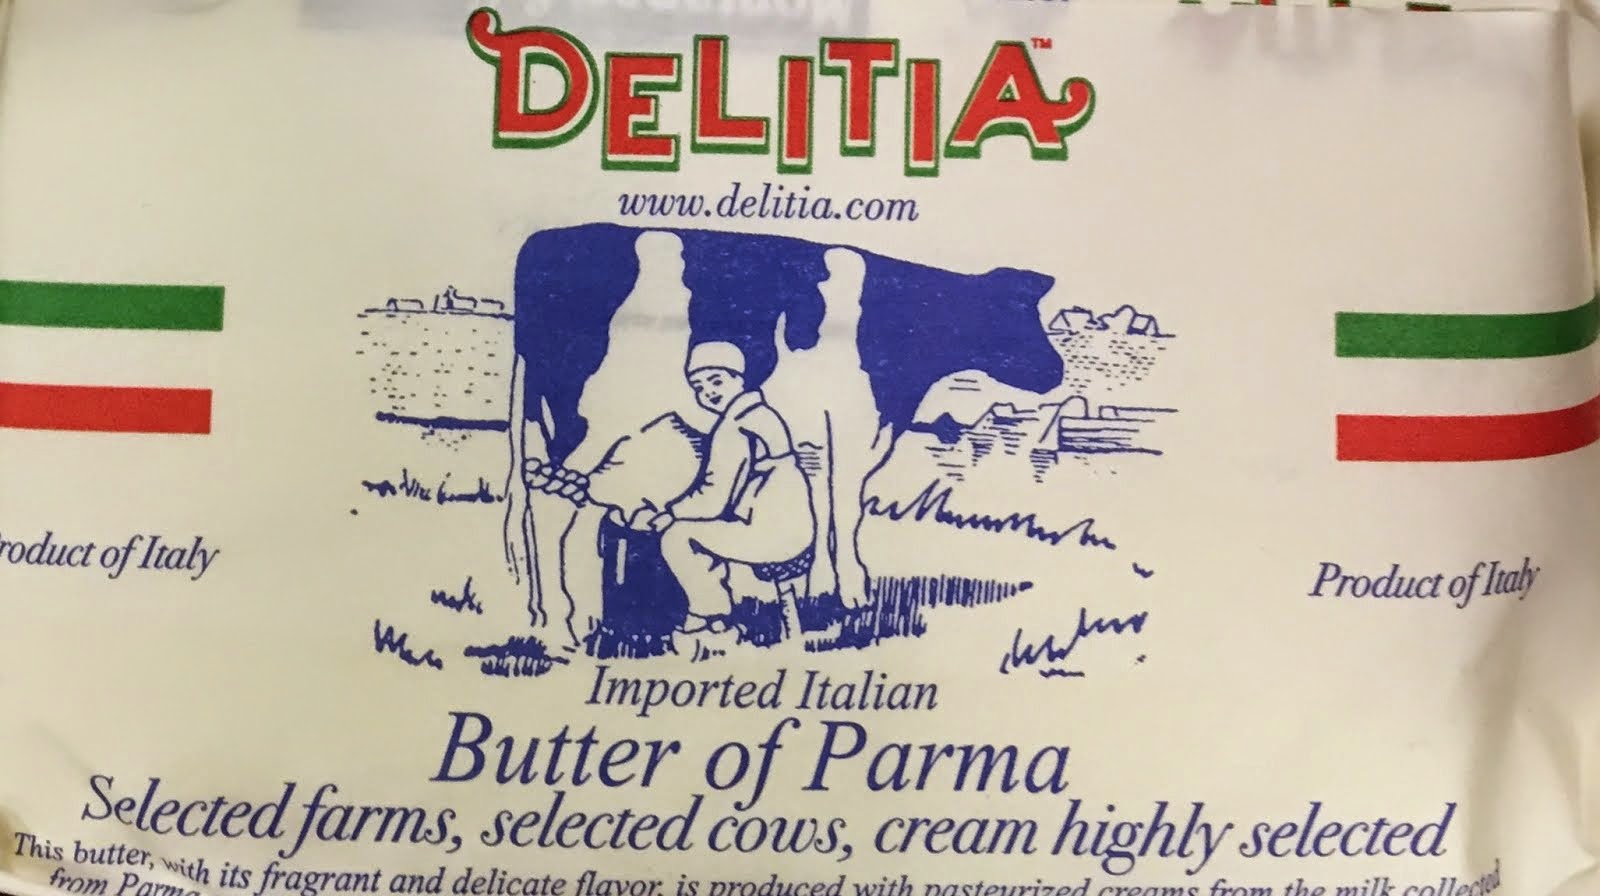 DELITIA™
www.delitia.com
Product of Italy
Product of Italy
Imported Italian
Butter of Parma
Selected farms, selected cows, cream highly selected
This butter, with its fragrant and delicate flavor, is produced with pasteurized creams from the milk collected
from Parma